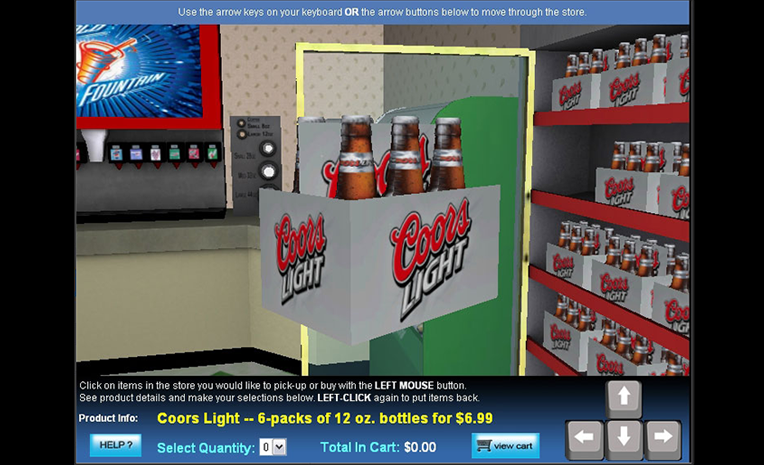 Use the arrow keys on your keyboard OR the arrow buttons below to move through the store.
FOUNTAIN
Coors
LIGHT
Coors
LIGHT
Click on items in the store you would like to pick-up or buy with the LEFT MOUSE button.
See product details and make your selections below. LEFT-CLICK again to put items back.
Product Info: Coors Light -- 6-packs of 12 oz. bottles for $6.99
HELP ? Select Quantity: 0 Total In Cart: $0.00 view cart